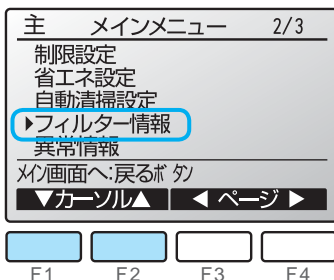 主 メインメニュー 2/3
制限設定
省エネ設定
自動清掃設定
▶フィルター情報
異常情報
メイン画面へ:戻るボタン
▼カーソル▲ ◀ ページ ▶
F1 F2 F3 F4